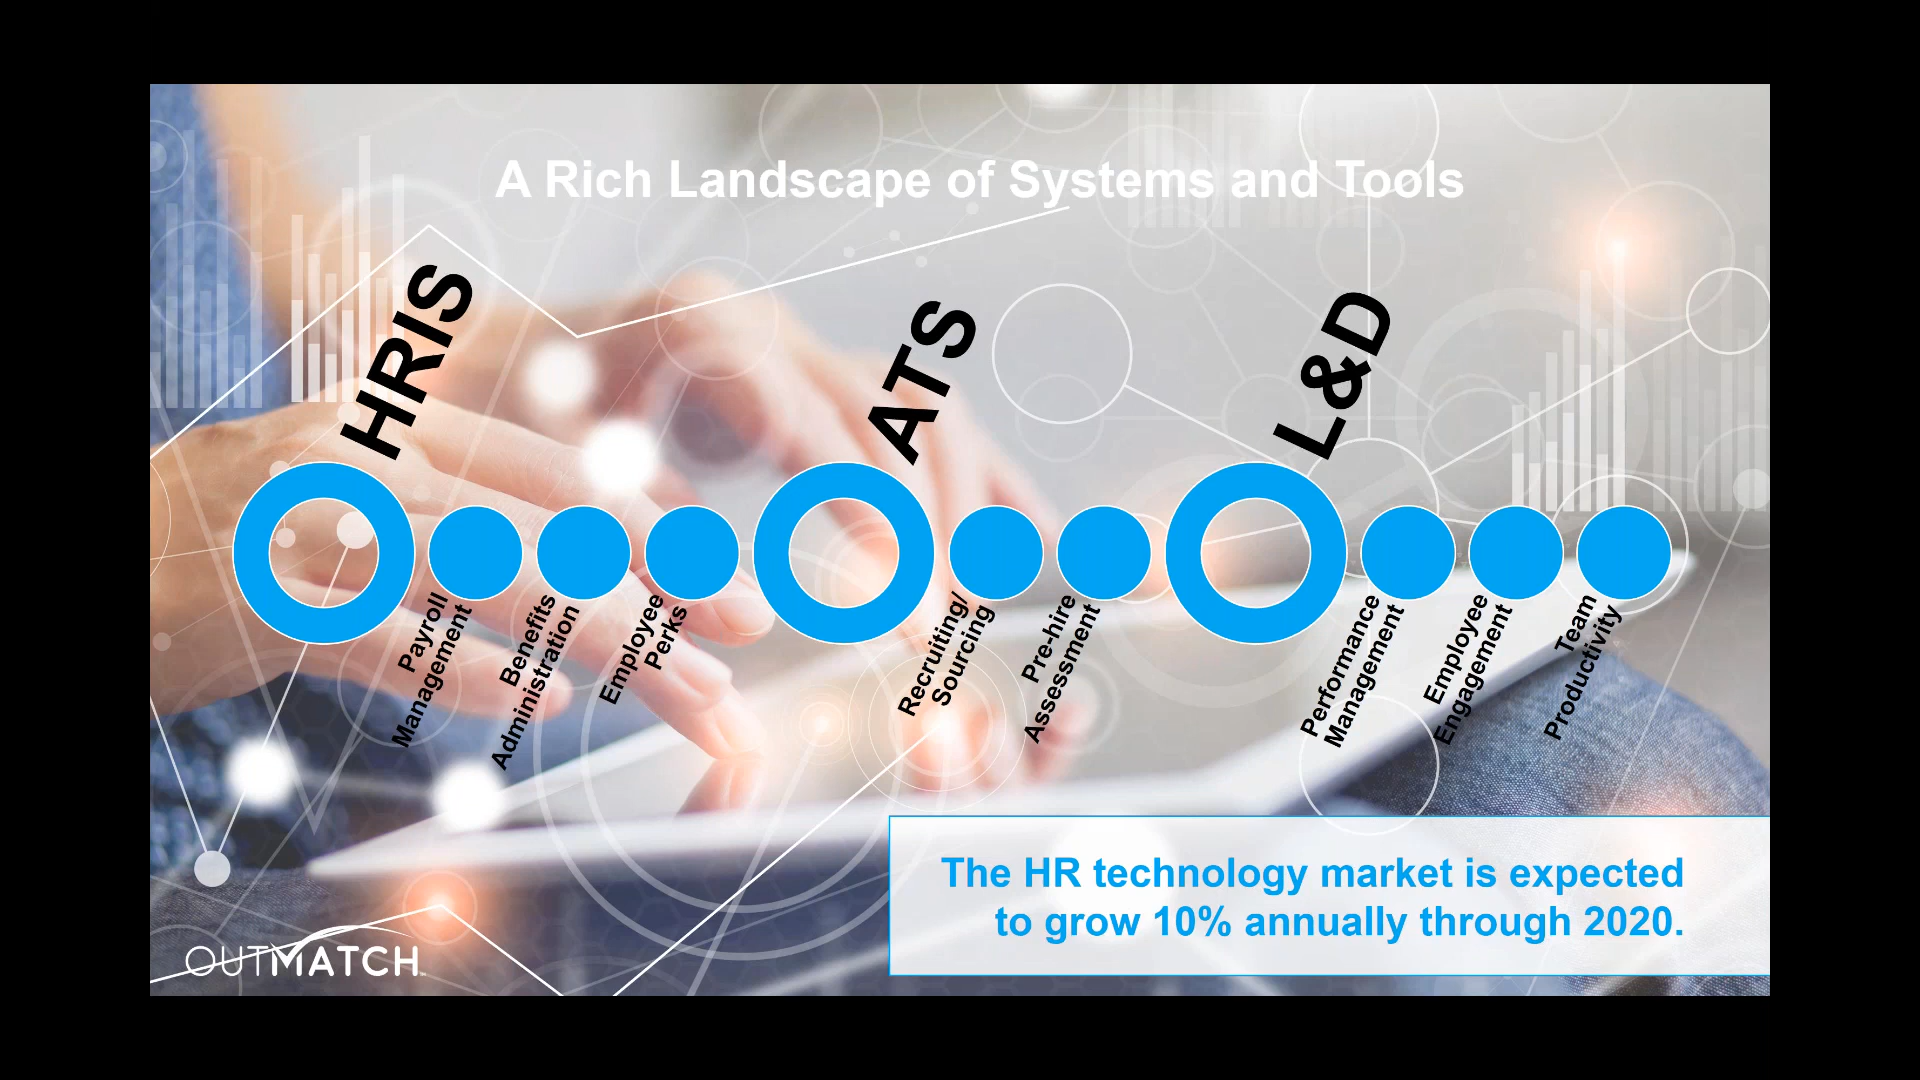 A Rich Landscape of Systems and Tools
HRIS
Payroll
Management
Benefits
Administration
Employee
Perks
ATS
Recruiting/
Sourcing
Pre-hire
Assessment
L&D
Performance
Management
Employee
Engagement
Team
Productivity
The HR technology market is expected
to grow 10% annually through 2020.
OUTMATCH